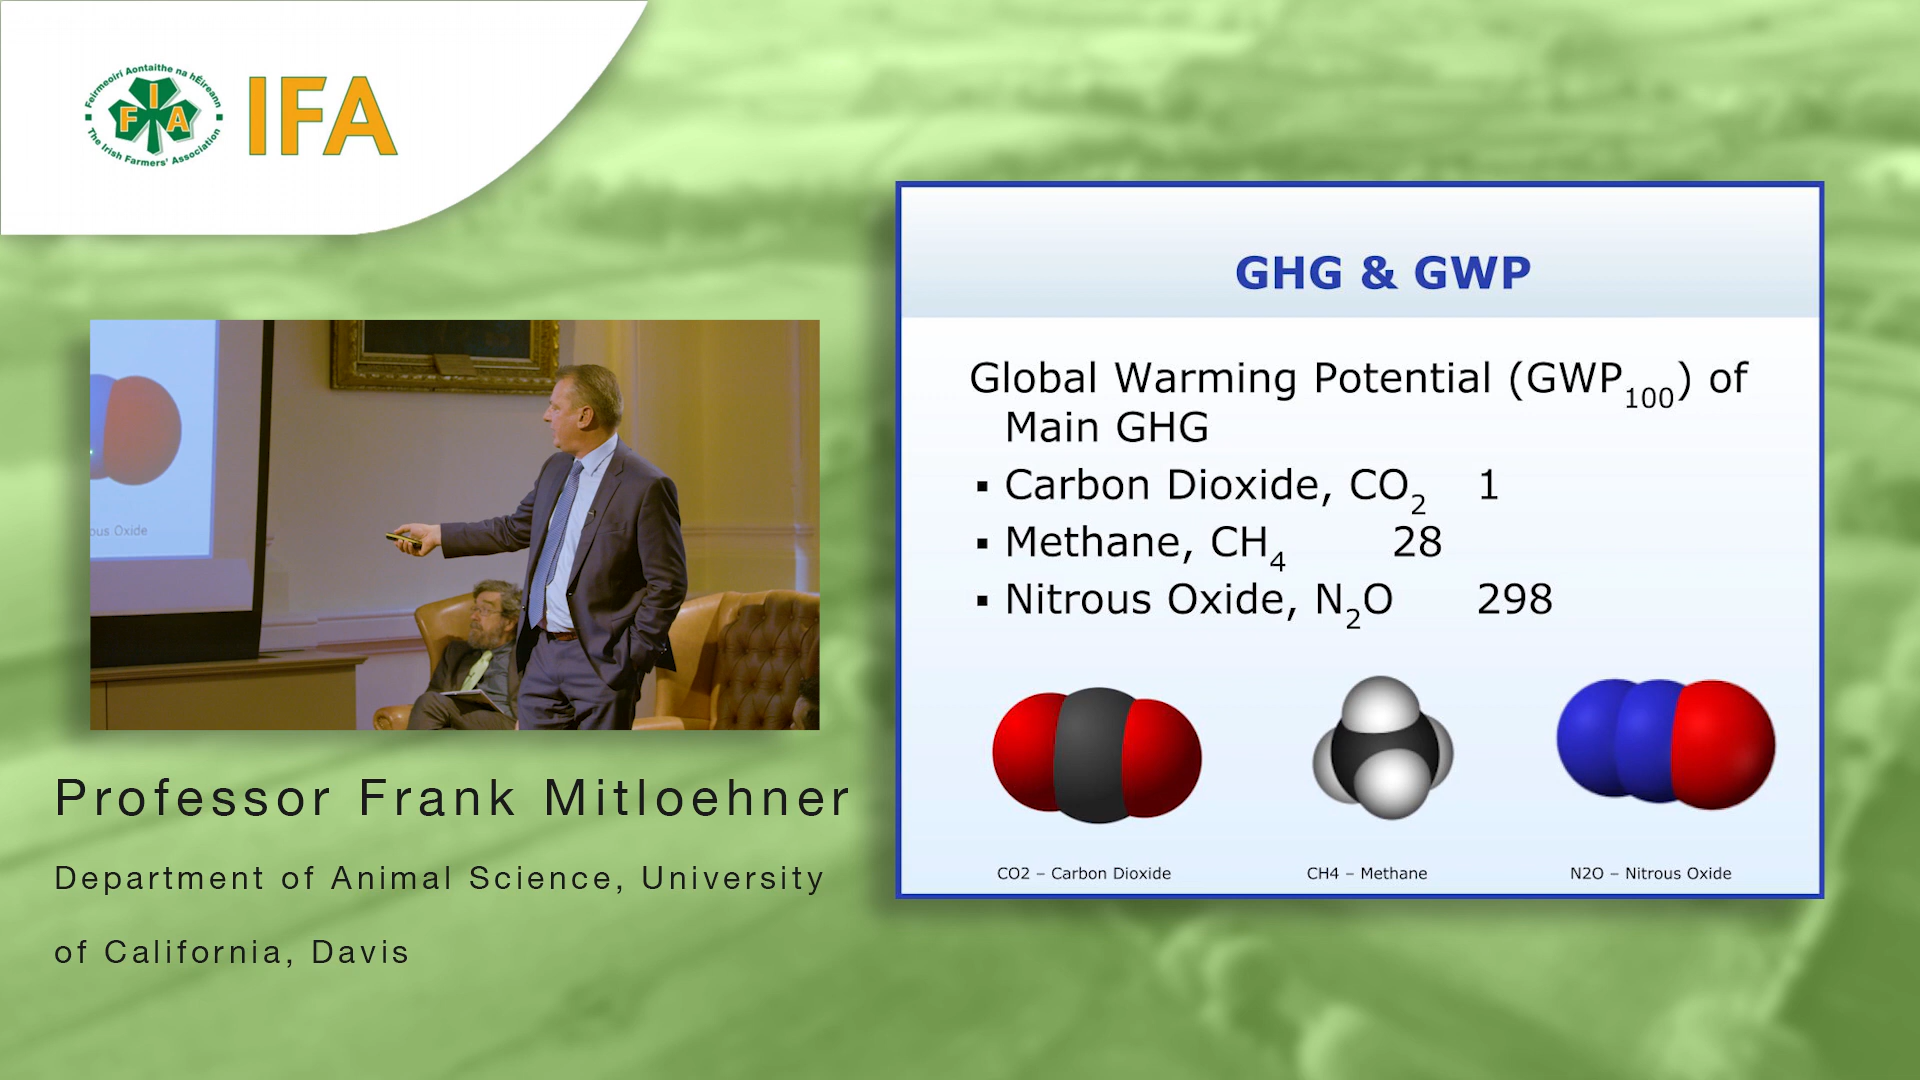 Feirmeoirí Aontaithe na hÉireann
F I A
The Irish Farmers' Association
IFA
GHG & GWP
Global Warming Potential (GWP100) of
Main GHG
▪ Carbon Dioxide, CO2 1
▪ Methane, CH4 28
▪ Nitrous Oxide, N2O 298
CO2 – Carbon Dioxide
CH4 – Methane
N2O – Nitrous Oxide
ous Oxide
Professor Frank Mitloehner
Department of Animal Science, University
of California, Davis